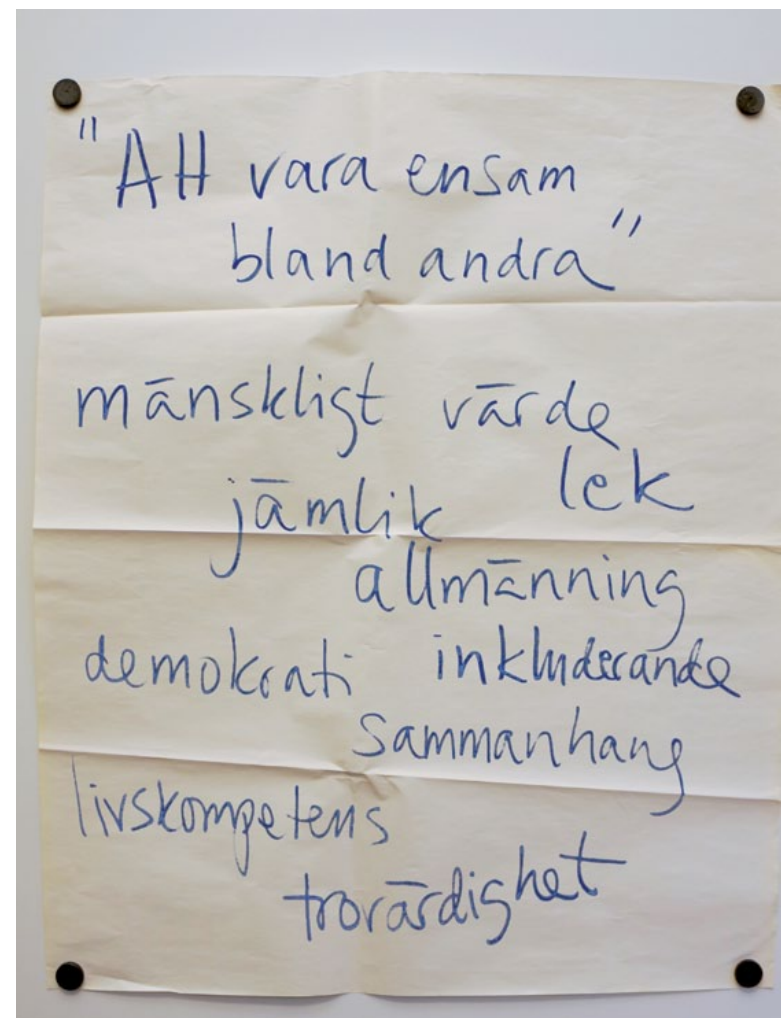 "Att vara ensam
bland andra"
mänskligt värde
lek
jämlik
allmänning
demokrati inkluderande
sammanhang
livskompetens
trovärdighet